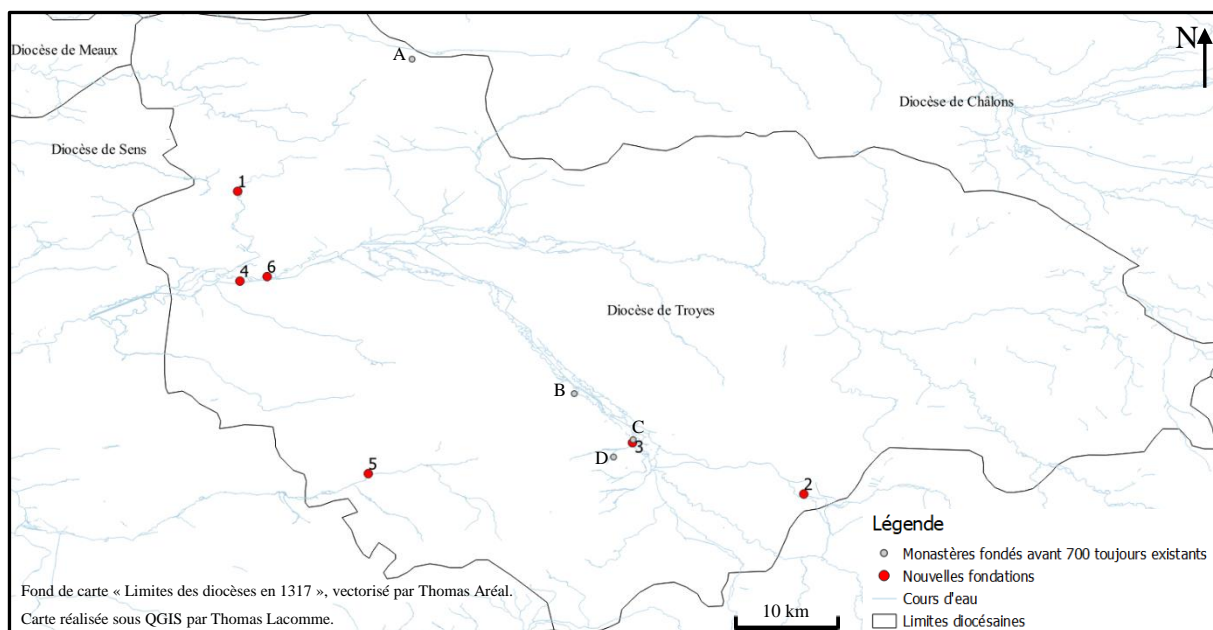 Diocèse de Meaux
A
N
Diocèse de Châlons
Diocèse de Sens
1
4
6
Diocèse de Troyes
B
C
3
D
5
2
Légende
Monastères fondés avant 700 toujours existants
Nouvelles fondations
Cours d'eau
Limites diocésaines
Fond de carte « Limites des diocèses en 1317 », vectorisé par Thomas Aréal.
Carte réalisée sous QGIS par Thomas Lacomme.
10 km